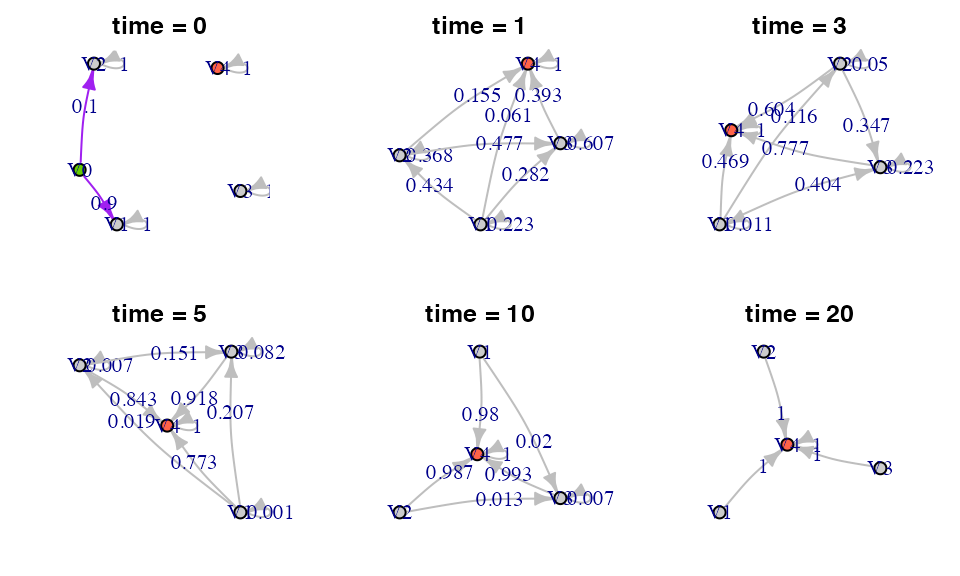 time = 0
V2 1
V4 1
0.1
V0
V3 1
0.9
V1 1
time = 1
V4 1
0.155 0.393
0.061
0.477
V3 0.607
V2 0.368
0.282
0.434
V1 0.223
time = 3
V2 0.05
0.604
0.116
0.347
V4 1
0.777
0.469
V3 0.223
0.404
V1 0.011
time = 5
0.151
V3 0.082
V2 0.007
0.843 0.918
0.207
0.019
V4 1
0.773
V1 0.001
time = 10
V1
0.98
0.02
V4 1
0.987 0.993
0.013
V3 0.007
V2
time = 20
V2
1
V4 1
1
1
V3
V1